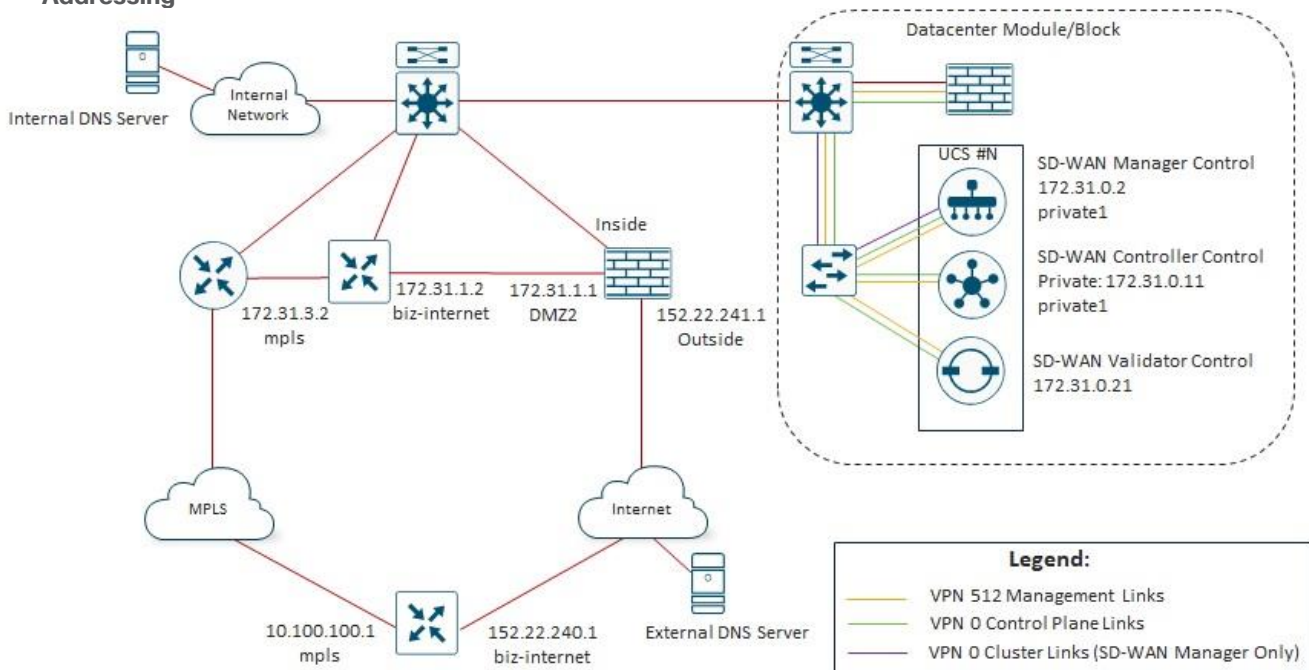 Addressing
Datacenter Module/Block
Internal DNS Server
Internal
Network
UCS #N
SD-WAN Manager Control
172.31.0.2
private1
SD-WAN Controller Control
Private: 172.31.0.11
private1
SD-WAN Validator Control
172.31.0.21
Inside
172.31.3.2
mpls
172.31.1.2
biz-internet
172.31.1.1
DMZ2
152.22.241.1
Outside
MPLS
Internet
10.100.100.1
mpls
152.22.240.1
biz-internet
External DNS Server
Legend:
VPN 512 Management Links
VPN 0 Control Plane Links
VPN 0 Cluster Links (SD-WAN Manager Only)